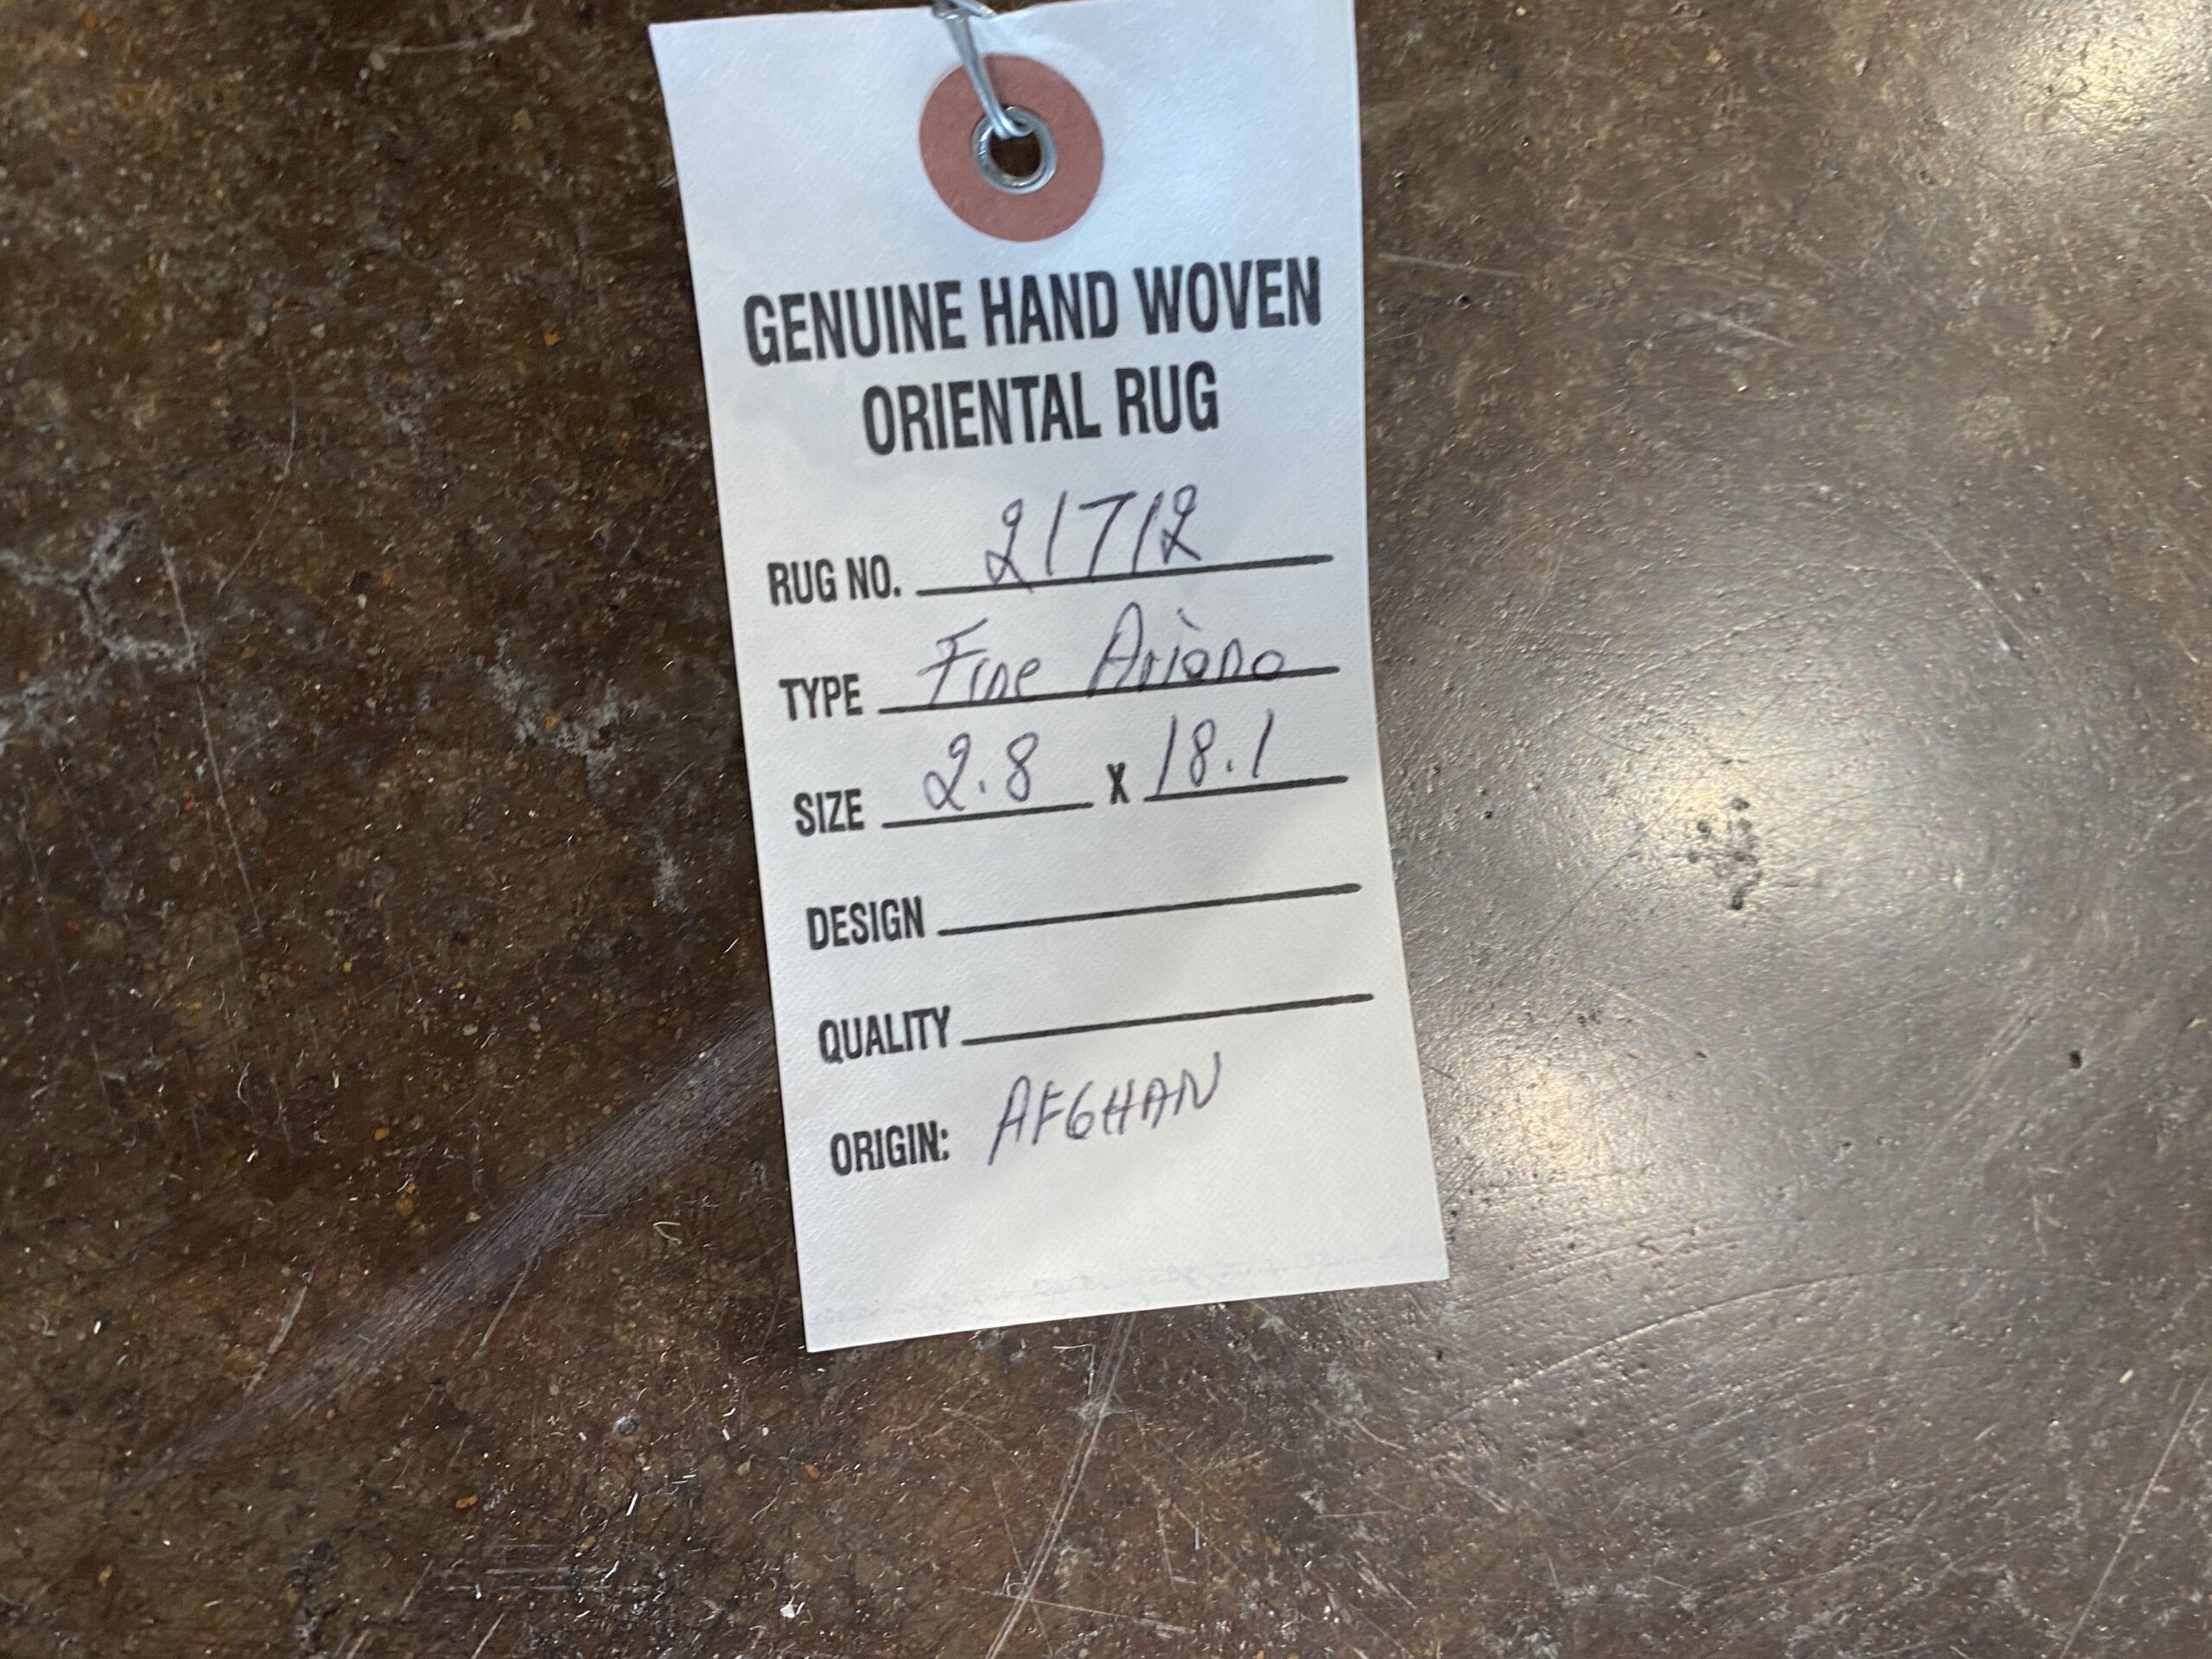 GENUINE HAND WOVEN
ORIENTAL RUG
RUG NO. 21712
TYPE Fine Ariana
SIZE 2.8 X 18.1
DESIGN
QUALITY
ORIGIN: AFGHAN